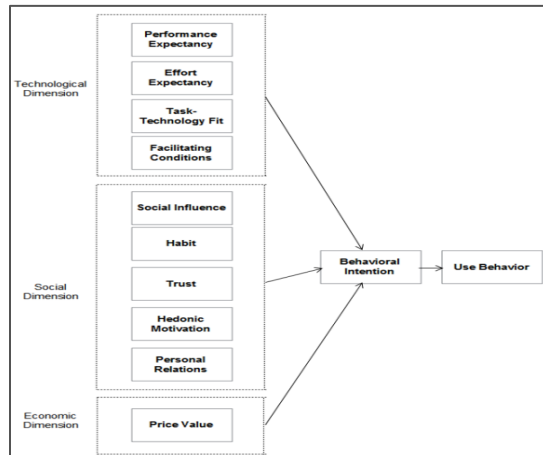 Performance
Expectancy
Effort
Expectancy
Technological
Dimension
Task-
Technology Fit
Facilitating
Conditions
Social Influence
Habit
Behavioral
Intention
Use Behavior
Social
Dimension
Trust
Hedonic
Motivation
Personal
Relations
Economic
Dimension
Price Value